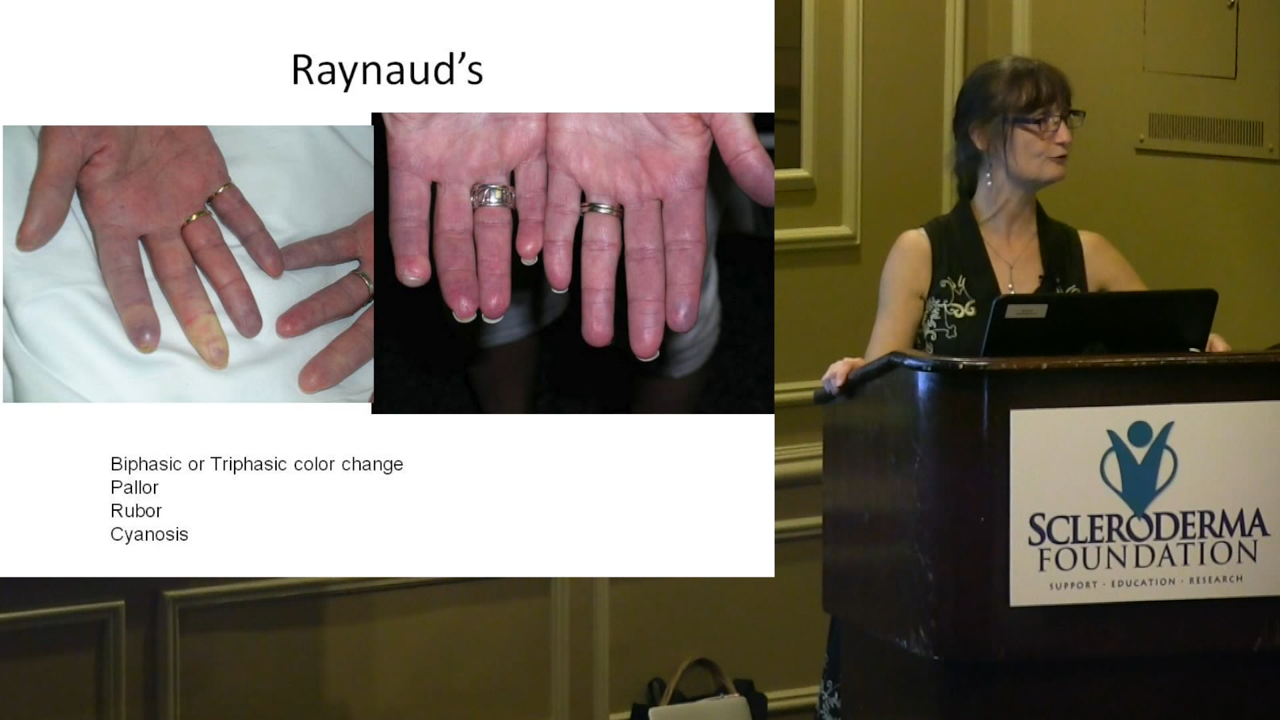 Raynaud’s
Biphasic or Triphasic color change
Pallor
Rubor
Cyanosis
SCLERODERMA
FOUNDATION
SUPPORT · EDUCATION · RESEARCH